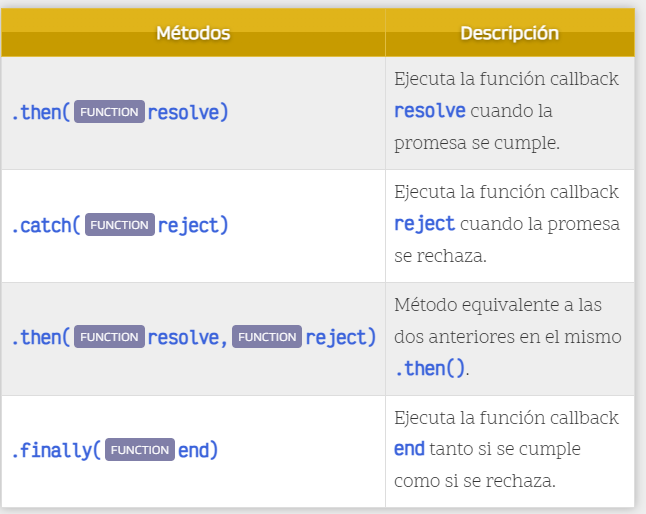 Métodos Descripción
.then( FUNCTION resolve) Ejecuta la función callback
resolve cuando la
promesa se cumple.
.catch( FUNCTION reject) Ejecuta la función callback
reject cuando la promesa
se rechaza.
.then( FUNCTION resolve, FUNCTION reject) Método equivalente a las
dos anteriores en el mismo
.then().
.finally( FUNCTION end) Ejecuta la función callback
end tanto si se cumple
como si se rechaza.